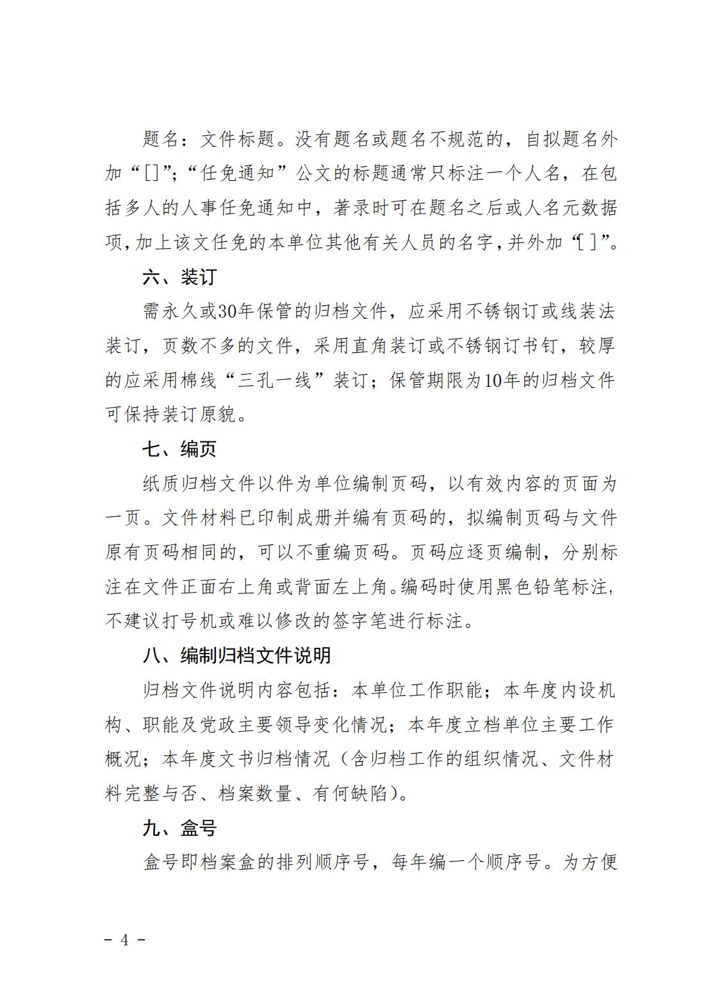 题名：文件标题。没有题名或题名不规范的，自拟题名外
加“[]”；“任免通知”公文的标题通常只标注一个人名，在包
括多人的人事任免通知中，著录时可在题名之后或人名元数据
项，加上该文任免的本单位其他有关人员的名字，并外加“[ ]”。
六、装订
需永久或30年保管的归档文件，应采用不锈钢订或线装法
装订，页数不多的文件，采用直角装订或不锈钢订书钉，较厚
的应采用棉线“三孔一线”装订；保管期限为10年的归档文件
可保持装订原貌。
七、编页
纸质归档文件以件为单位编制页码，以有效内容的页面为
一页。文件材料已印制成册并编有页码的，拟编制页码与文件
原有页码相同的，可以不重编页码。页码应逐页编制，分别标
注在文件正面右上角或背面左上角。编码时使用黑色铅笔标注，
不建议打号机或难以修改的签字笔进行标注。
八、编制归档文件说明
归档文件说明内容包括：本单位工作职能；本年度内设机
构、职能及党政主要领导变化情况；本年度立档单位主要工作
概况；本年度文书归档情况（含归档工作的组织情况、文件材
料完整与否、档案数量、有何缺陷）。
九、盒号
盒号即档案盒的排列顺序号，每年编一个顺序号。为方便
- 4 -